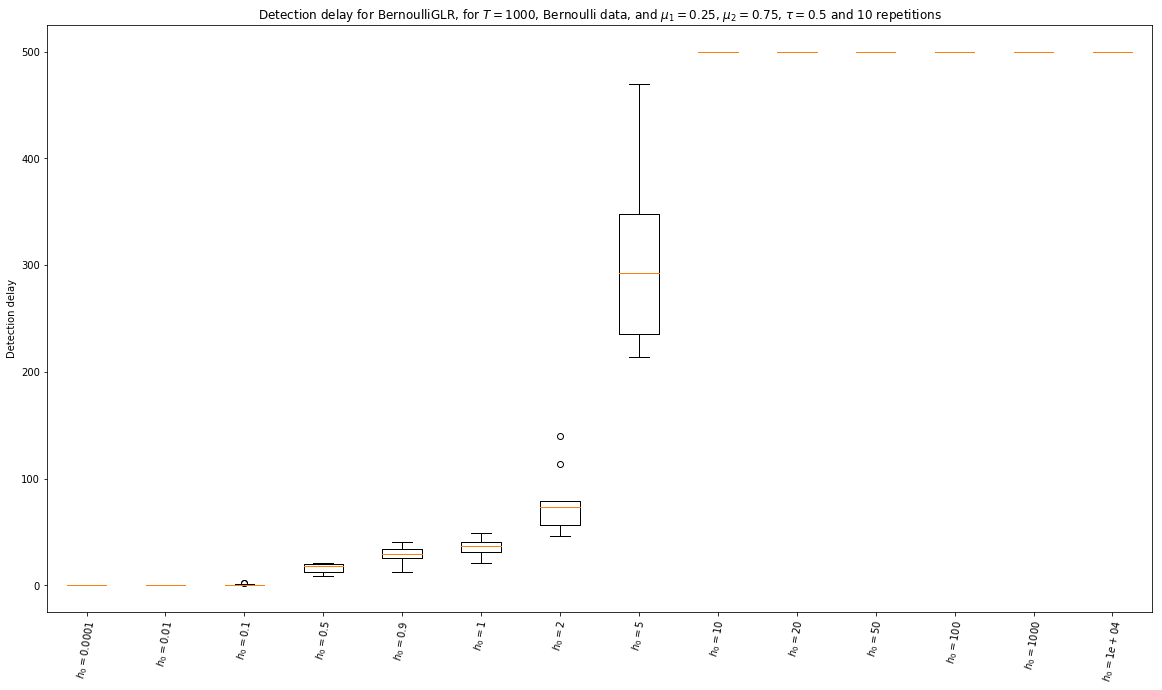 Detection delay for BernoulliGLR, for T = 1000, Bernoulli data, and μ₁ = 0.25, μ₂ = 0.75, τ = 0.5 and 10 repetitions
Detection delay
500
400
300
200
100
0
h₀ = 0.0001
h₀ = 0.01
h₀ = 0.1
h₀ = 0.5
h₀ = 0.9
h₀ = 1
h₀ = 2
h₀ = 5
h₀ = 10
h₀ = 20
h₀ = 50
h₀ = 100
h₀ = 1000
h₀ = 1e + 04